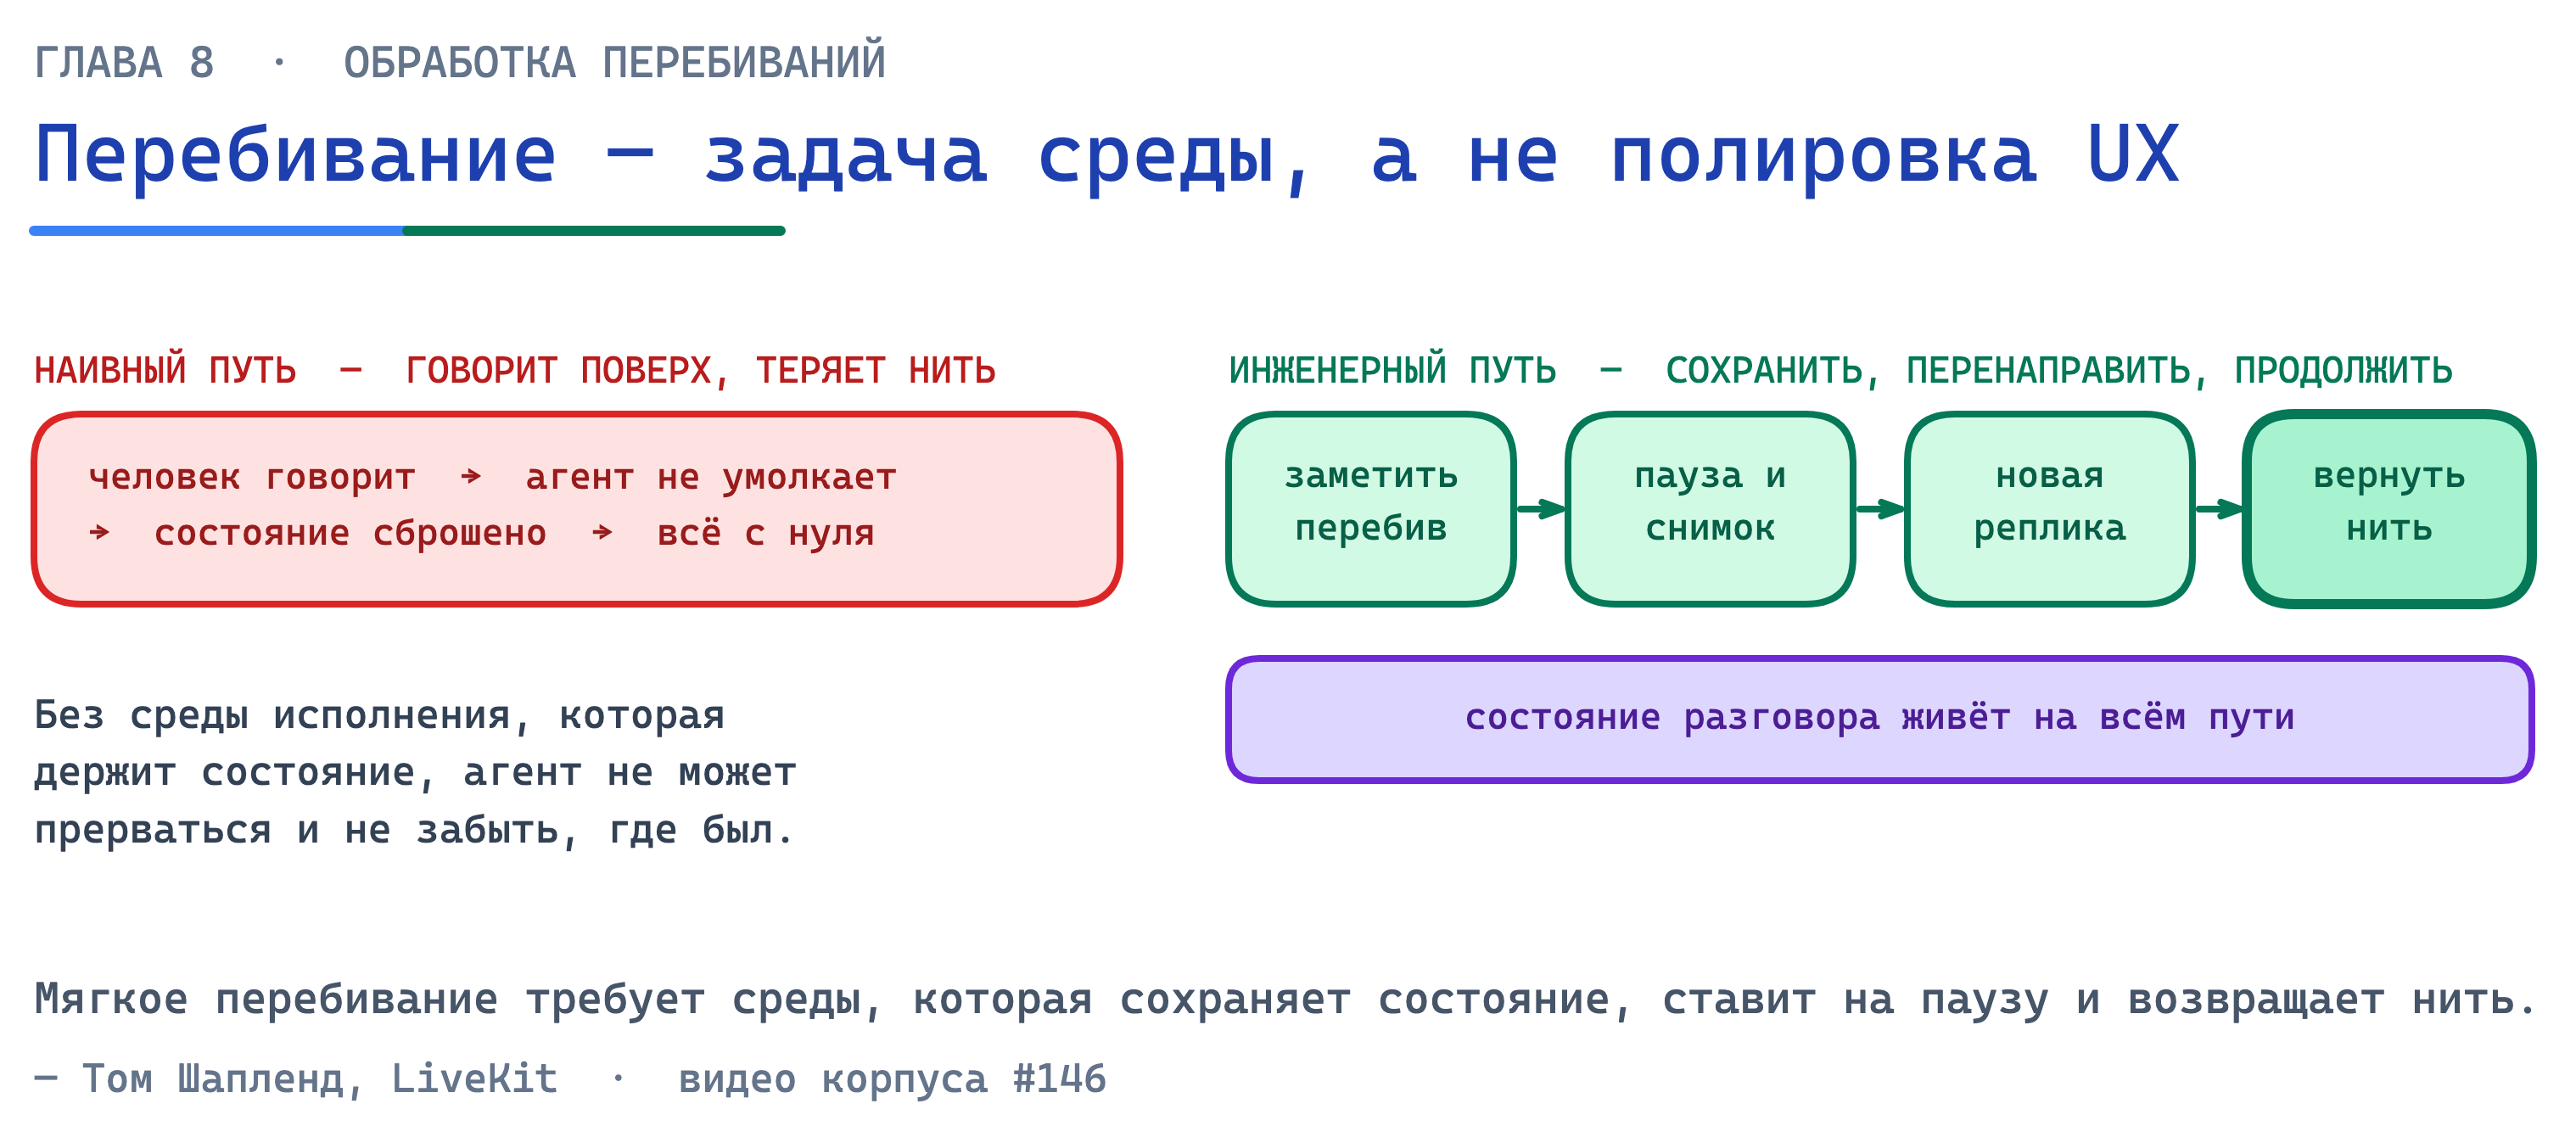 ГЛАВА 8 · ОБРАБОТКА ПЕРЕБИВАНИЙ
Перебивание — задача среды, а не полировка UX
НАИВНЫЙ ПУТЬ — ГОВОРИТ ПОВЕРХ, ТЕРЯЕТ НИТЬ
человек говорит → агент не умолкает
→ состояние сброшено → всё с нуля
Без среды исполнения, которая
держит состояние, агент не может
прерваться и не забыть, где был.
ИНЖЕНЕРНЫЙ ПУТЬ — СОХРАНИТЬ, ПЕРЕНАПРАВИТЬ, ПРОДОЛЖИТЬ
заметить
перебив
пауза и
снимок
новая
реплика
вернуть
нить
состояние разговора живёт на всём пути
Мягкое перебивание требует среды, которая сохраняет состояние, ставит на паузу и возвращает нить.
— Том Шапленд, LiveKit · видео корпуса #146